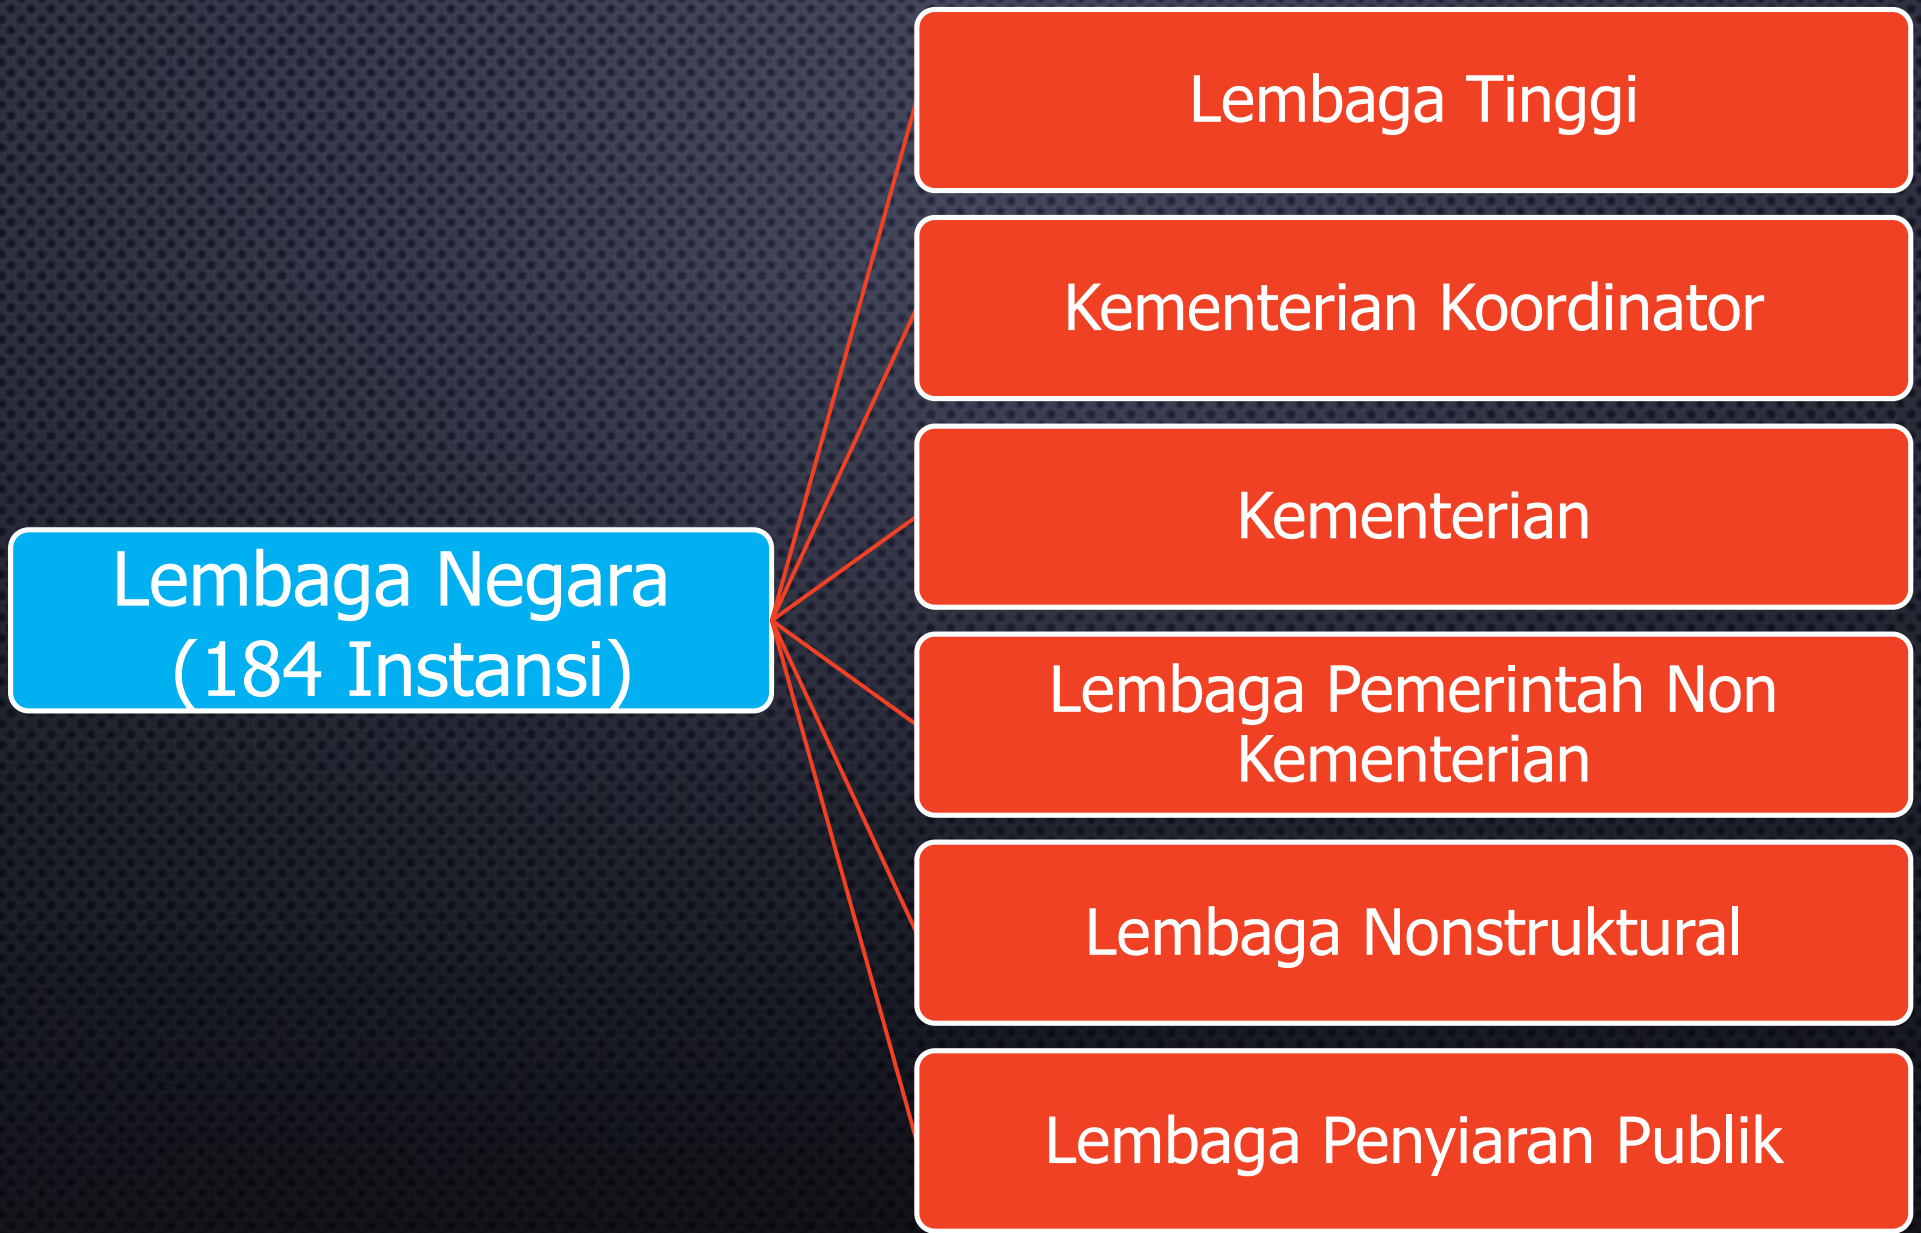 Lembaga Negara
(184 Instansi)
Lembaga Tinggi
Kementerian Koordinator
Kementerian
Lembaga Pemerintah Non
Kementerian
Lembaga Nonstruktural
Lembaga Penyiaran Publik